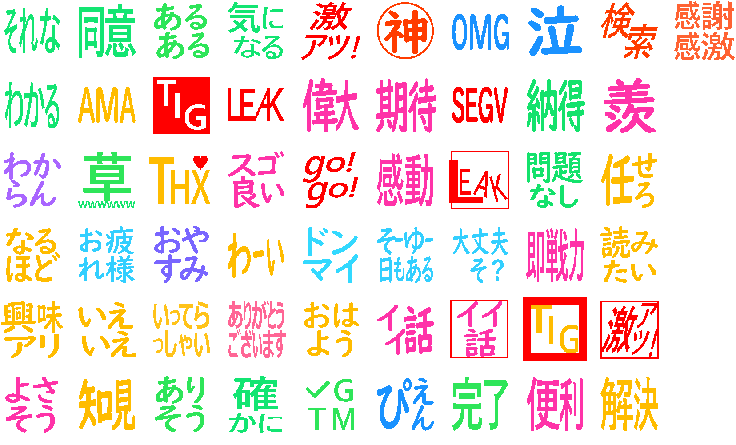 それな 同意 あるある 気になる 激アツ! 神 OMG 泣 検索 感謝感激
わかる AMA TIG LEAK 偉大 期待 SEGV 納得 羨
わからん 草wwwwww THX♥ スゴ良い go!go! 感動 LEAK 問題なし 任せろ
なるほど お疲れ様 おやすみ わーい ドンマイ そーゆー日もある 大丈夫そ? 即戦力 読みたい
興味アリ いえいえ いってらっしゃい ありがとうございます おはよう イイ話 イイ話 TIG 激アツ!
よさそう 知見 ありそう 確かに ✓GTM ぴえん 完了 便利 解決